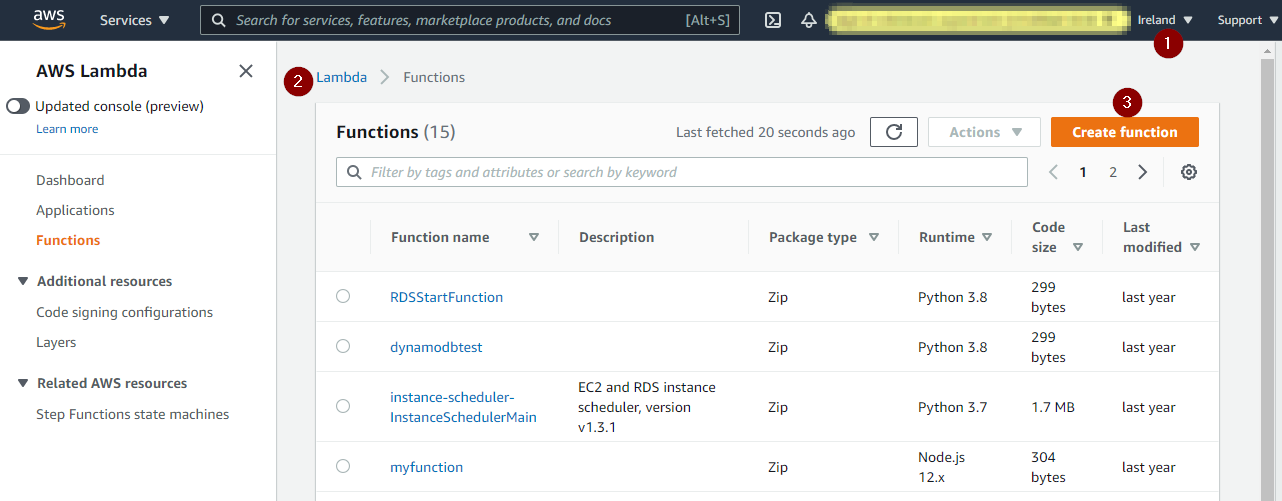 aws Services Search for services, features, marketplace products, and docs [Alt+S] Ireland Support
1
AWS Lambda
Updated console (preview)
Learn more
Dashboard
Applications
Functions
Additional resources
Code signing configurations
Layers
Related AWS resources
Step Functions state machines
2 Lambda > Functions
3
Functions (15) Last fetched 20 seconds ago Actions Create function
Filter by tags and attributes or search by keyword 1 2
Function name Description Package type Runtime Code size Last modified
RDSStartFunction Zip Python 3.8 299 bytes last year
dynamodbtest Zip Python 3.8 299 bytes last year
instance-scheduler-InstanceSchedulerMain EC2 and RDS instance scheduler, version v1.3.1 Zip Python 3.7 1.7 MB last year
myfunction Zip Node.js 12.x 304 bytes last year